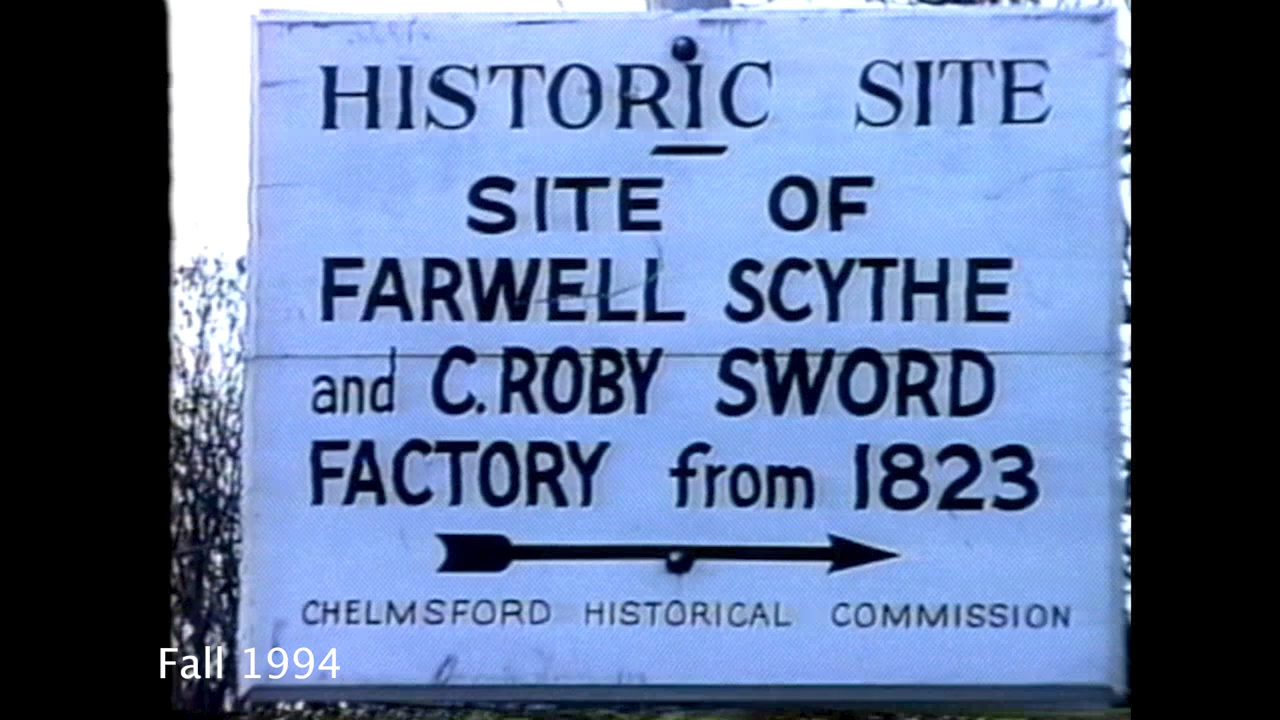 HISTORIC SITE
SITE OF
FARWELL SCYTHE
and C. ROBY SWORD
FACTORY from 1823
CHELMSFORD HISTORICAL COMMISSION
Fall 1994